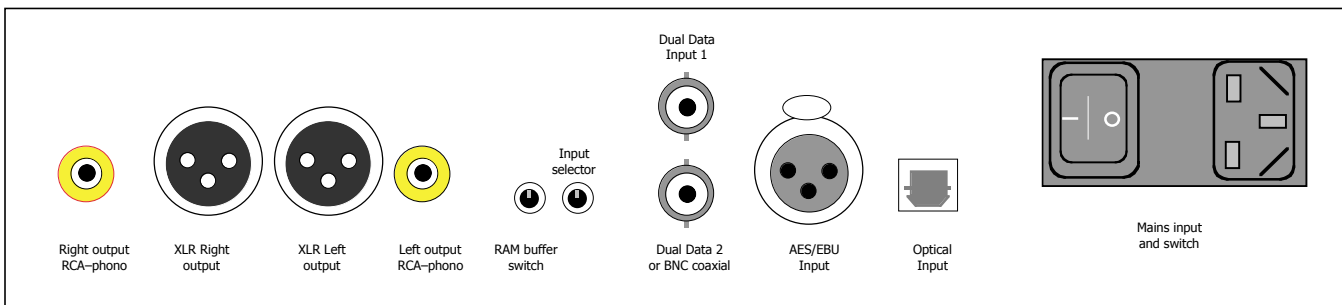 Dual Data
Input 1
Input
selector
Right output
RCA–phono
XLR Right
output
XLR Left
output
Left output
RCA–phono
RAM buffer
switch
Dual Data 2
or BNC coaxial
AES/EBU
Input
Optical
Input
Mains input
and switch